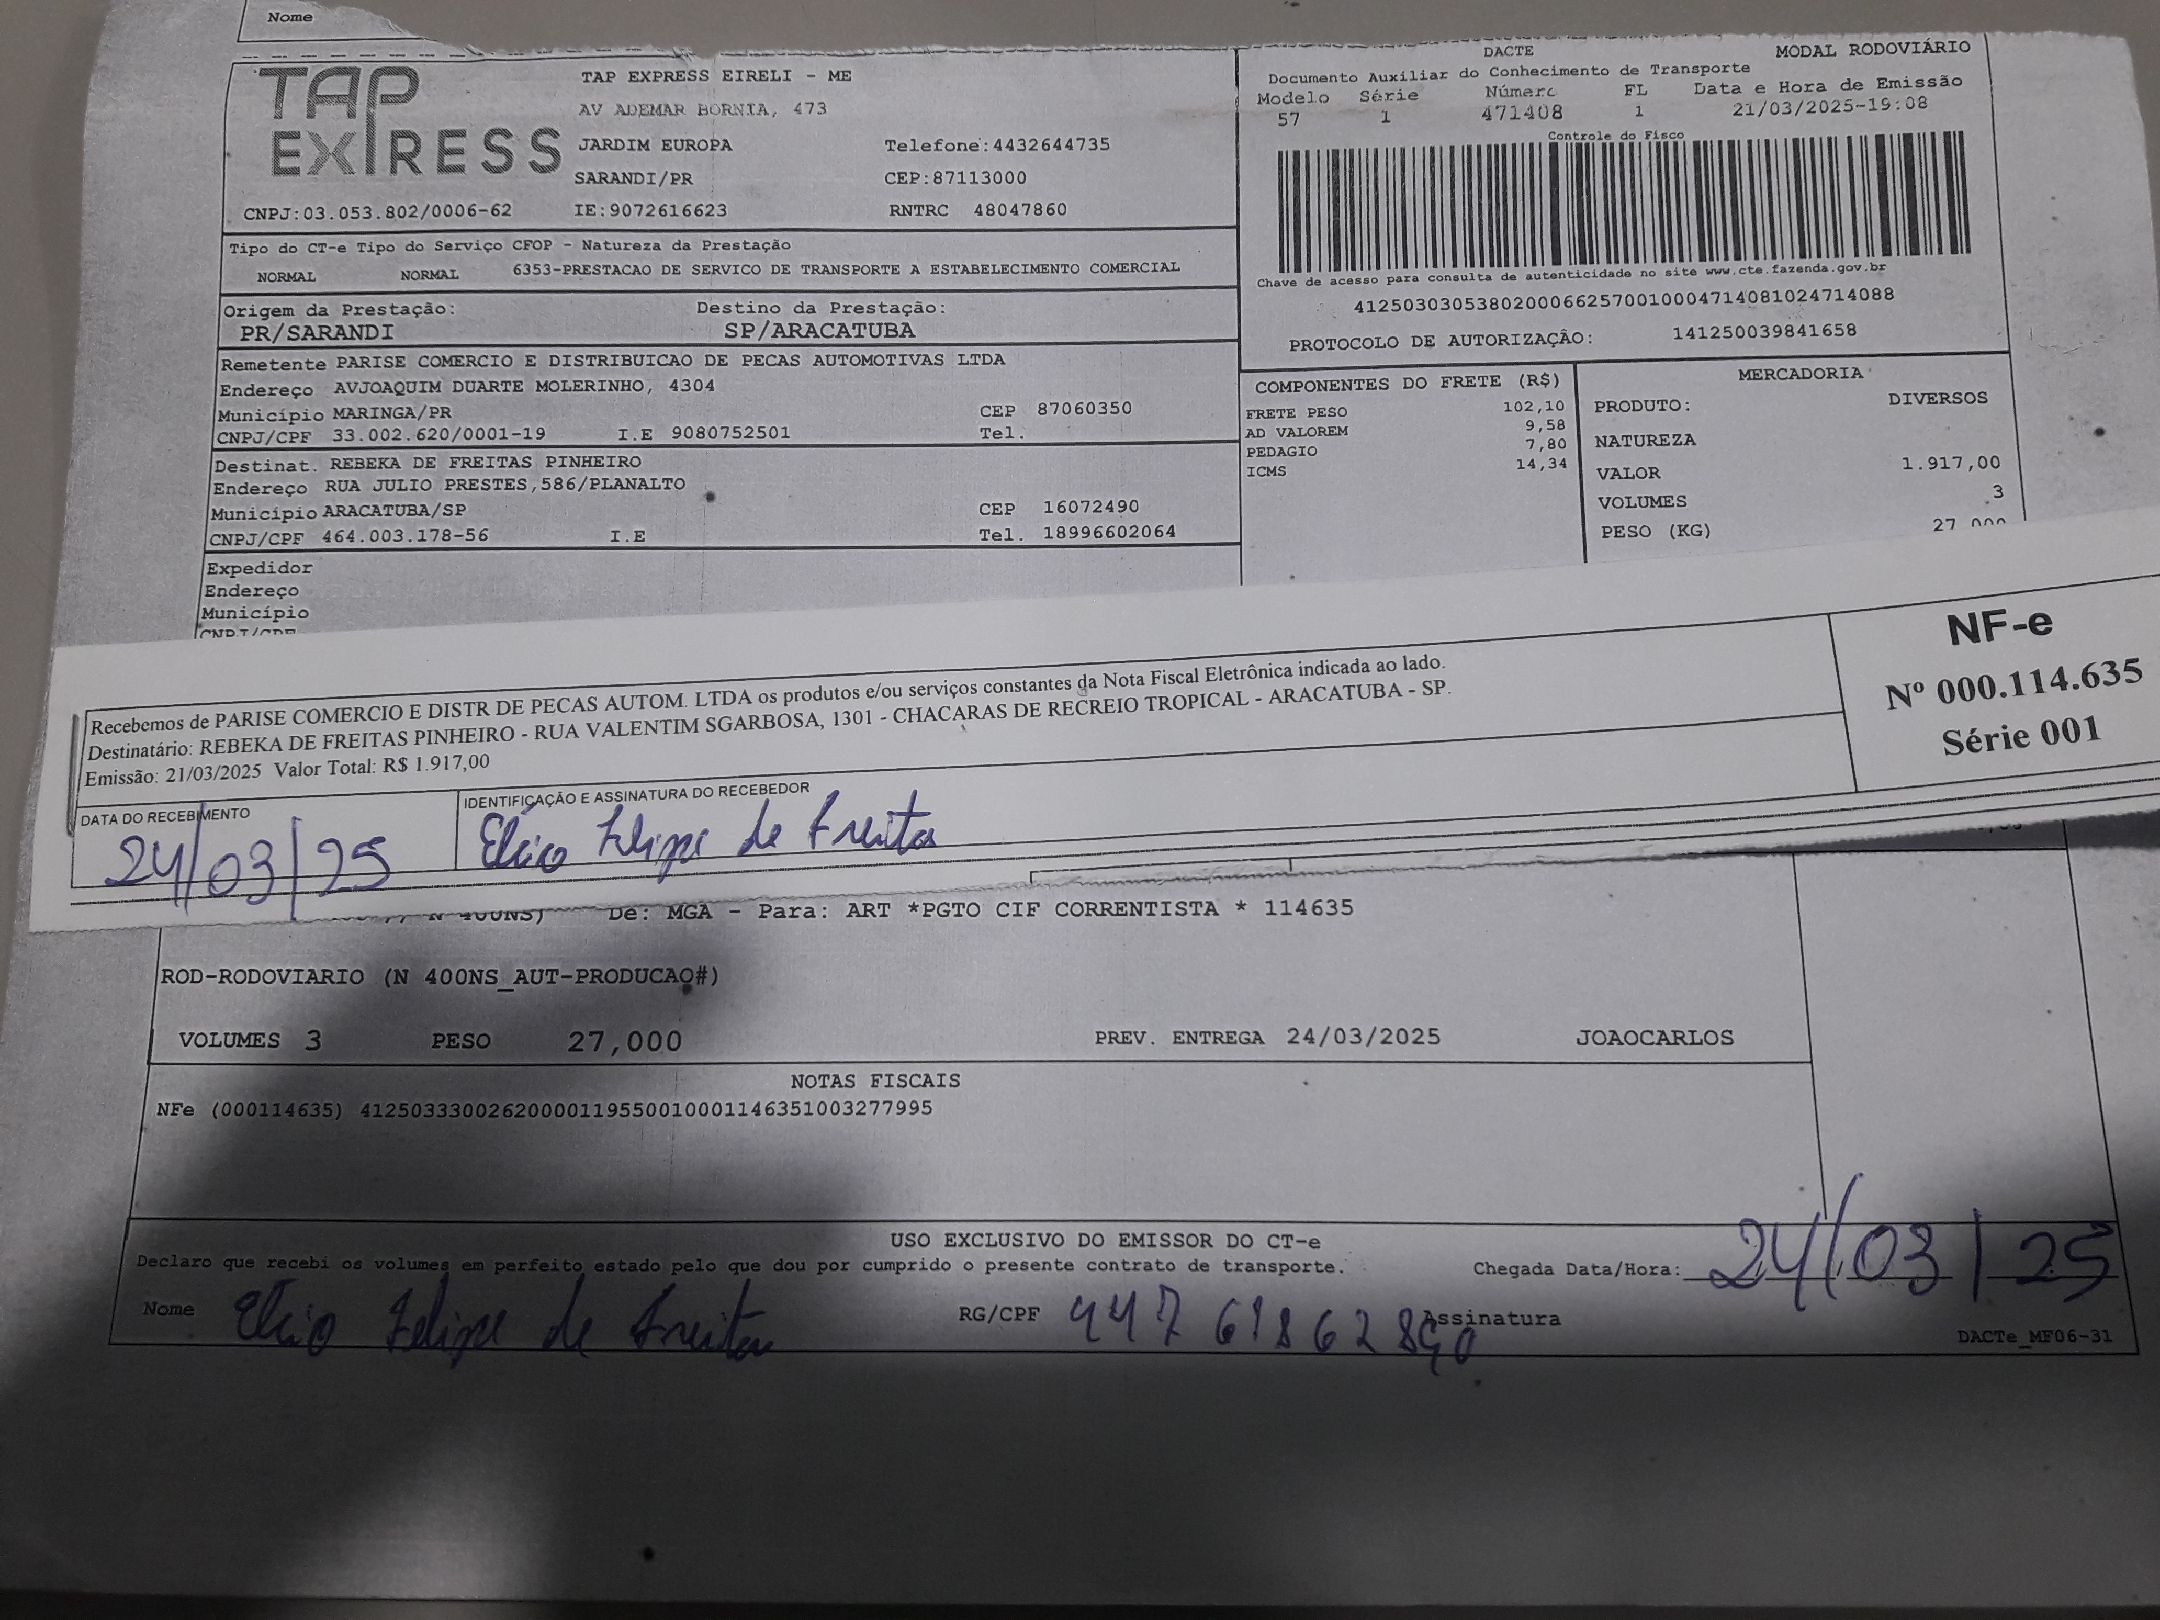 Nome
TAP EXPRESS
TAP EXPRESS EIRELI - ME
AV ADEMAR BORNIA, 473
JARDIM EUROPA Telefone:4432644735
SARANDI/PR CEP:87113000
CNPJ:03.053.802/0006-62 IE:9072616623 RNTRC 48047860
DACTE MODAL RODOVIÁRIO
Documento Auxiliar do Conhecimento de Transporte
Modelo Série Número FL Data e Hora de Emissão
57 1 471408 1 21/03/2025-19:08
Controle do Fisco
Chave de acesso para consulta de autenticidade no site www.cte.fazenda.gov.br
41250303053802000662570010004714081024714088
PROTOCOLO DE AUTORIZAÇÃO: 141250039841658
Tipo do CT-e Tipo do Serviço CFOP - Natureza da Prestação
NORMAL NORMAL 6353-PRESTACAO DE SERVICO DE TRANSPORTE A ESTABELECIMENTO COMERCIAL
Origem da Prestação: Destino da Prestação:
PR/SARANDI SP/ARACATUBA
Remetente PARISE COMERCIO E DISTRIBUICAO DE PECAS AUTOMOTIVAS LTDA
Endereço AVJOAQUIM DUARTE MOLERINHO, 4304
Município MARINGA/PR CEP 87060350
CNPJ/CPF 33.002.620/0001-19 I.E 9080752501 Tel.
Destinat. REBEKA DE FREITAS PINHEIRO
Endereço RUA JULIO PRESTES,586/PLANALTO
Município ARACATUBA/SP CEP 16072490
CNPJ/CPF 464.003.178-56 I.E Tel. 18996602064
Expedidor
Endereço
Município
CNPJ/CPF
COMPONENTES DO FRETE (R$)
FRETE PESO 102,10
AD VALOREM 9,58
PEDAGIO 7,80
ICMS 14,34
MERCADORIA
PRODUTO: DIVERSOS
NATUREZA
VALOR 1.917,00
VOLUMES 3
PESO (KG) 27,000
Recebemos de PARISE COMERCIO E DISTR DE PECAS AUTOM. LTDA os produtos e/ou serviços constantes da Nota Fiscal Eletrônica indicada ao lado.
Destinatário: REBEKA DE FREITAS PINHEIRO - RUA VALENTIM SGARBOSA, 1301 - CHACARAS DE RECREIO TROPICAL - ARACATUBA - SP.
Emissão: 21/03/2025 Valor Total: R$ 1.917,00
NF-e
Nº 000.114.635
Série 001
DATA DO RECEBIMENTO IDENTIFICAÇÃO E ASSINATURA DO RECEBEDOR
24/03/25 Elcio Felipe de Freitas
N 400NS) De: MGA - Para: ART *PGTO CIF CORRENTISTA * 114635
ROD-RODOVIARIO (N 400NS_AUT-PRODUCAO#)
VOLUMES 3 PESO 27,000 PREV. ENTREGA 24/03/2025 JOAOCARLOS
NOTAS FISCAIS
NFe (000114635) 41250333002620000119550010001146351003277995
USO EXCLUSIVO DO EMISSOR DO CT-e
Declaro que recebi os volumes em perfeito estado pelo que dou por cumprido o presente contrato de transporte. Chegada Data/Hora: 24/03/25
Nome Elcio Felipe de Freitas RG/CPF 447 61862890 Assinatura
DACTe_MF06-31